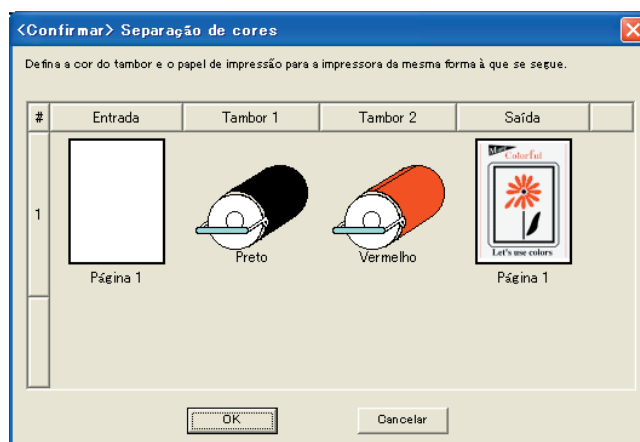 <Confirmar> Separação de cores
Defina a cor do tambor e o papel de impressão para a impressora da mesma forma à que se segue.
# Entrada Tambor 1 Tambor 2 Saída
1
Colorful
Preto Vermelho
Let's use colors
Página 1 Página 1
OK Cancelar